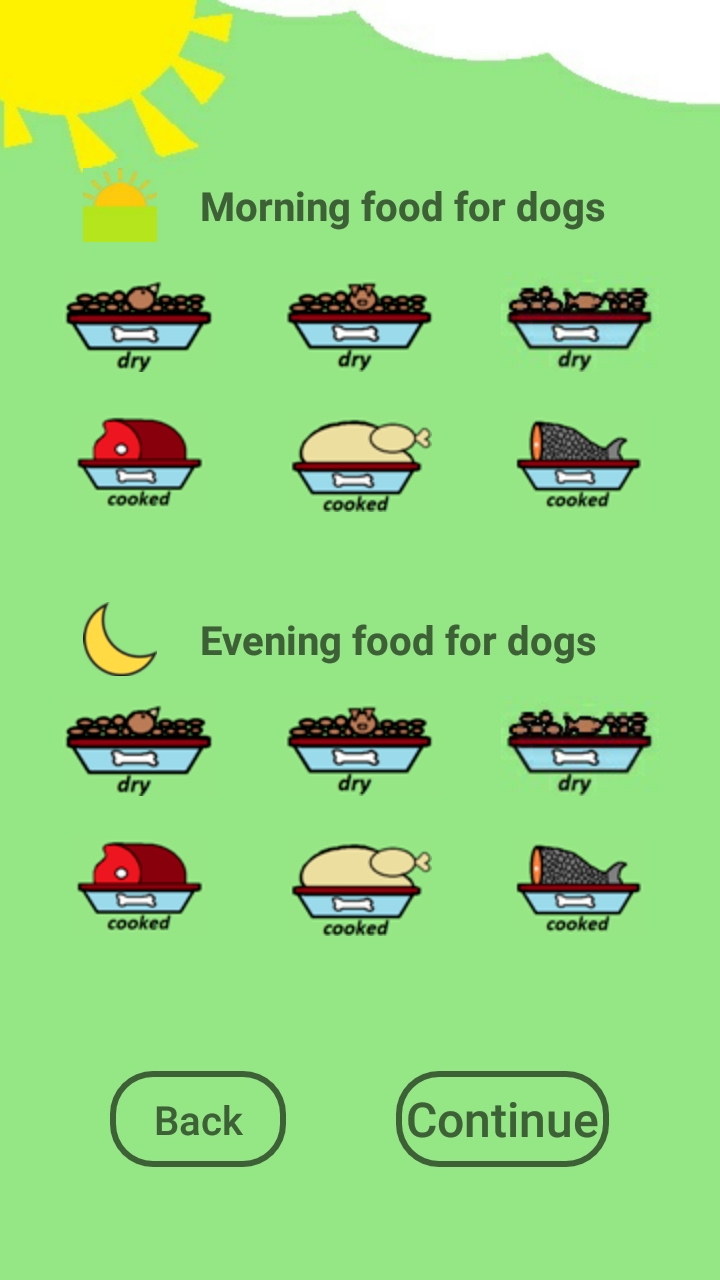 Morning food for dogs
dry dry dry
cooked cooked cooked
Evening food for dogs
dry dry dry
cooked cooked cooked
Back Continue